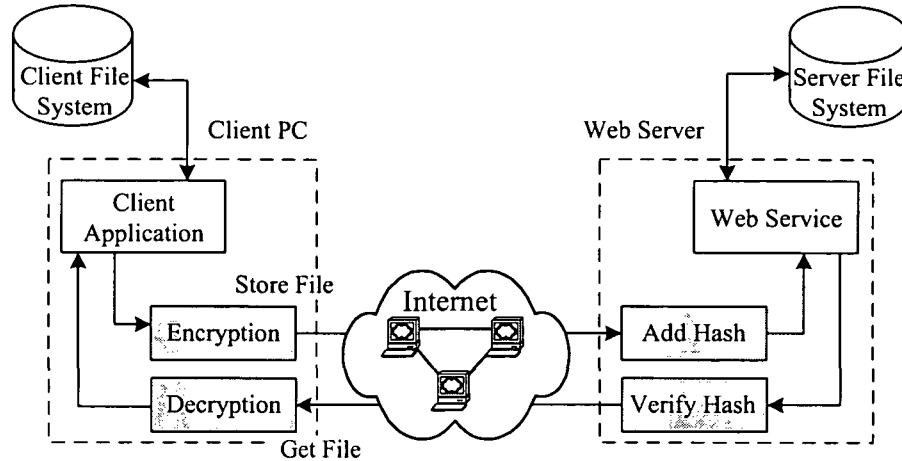 Client File
System
Server File
System
Client PC
Web Server
Client
Application
Web Service
Store File
Internet
Encryption
Add Hash
Decryption
Verify Hash
Get File